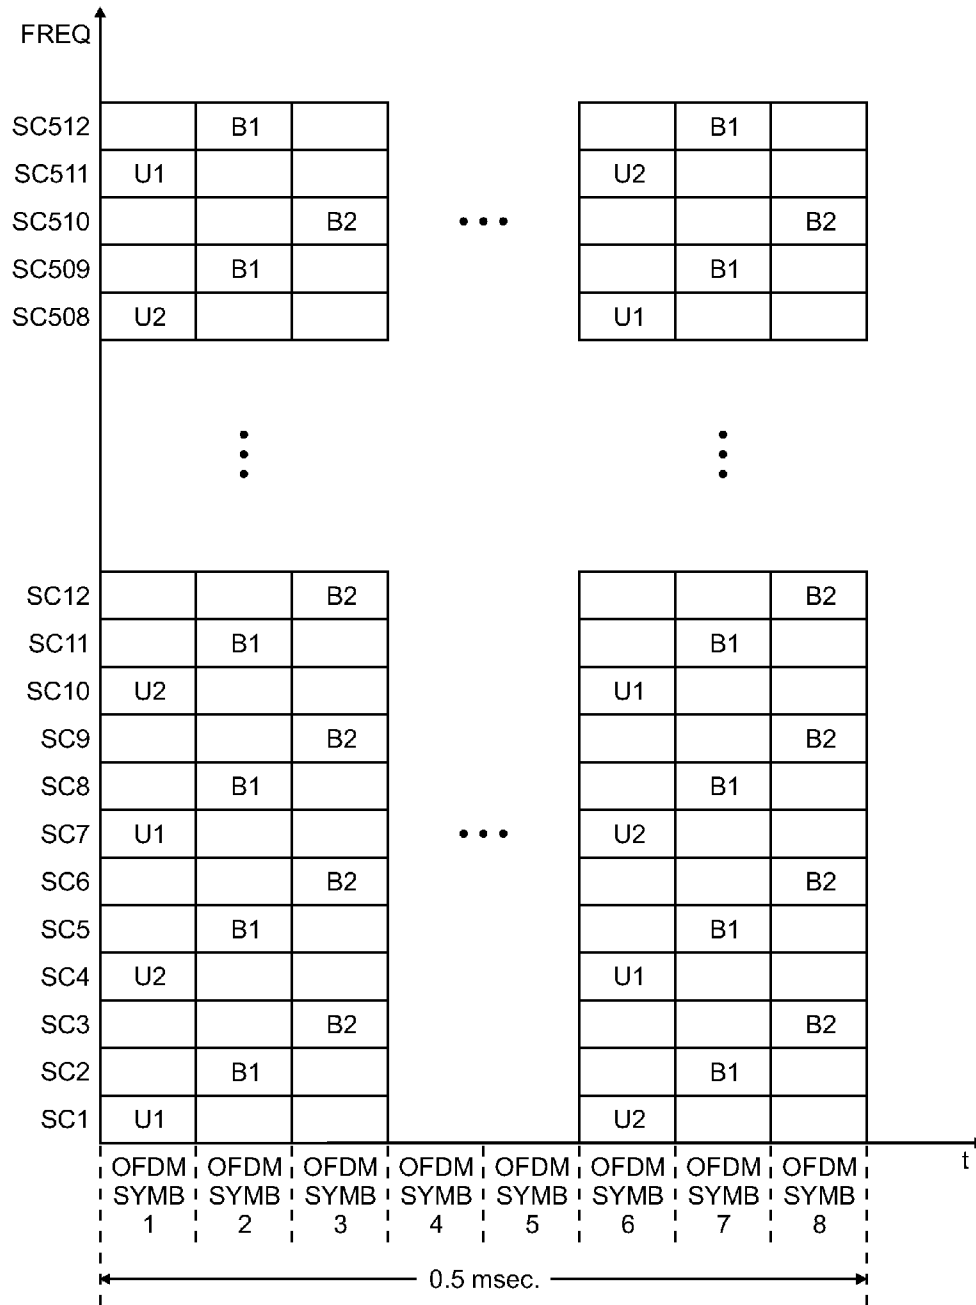 FREQ
SC512 B1 B1
SC511 U1 U2
SC510 B2 B2
SC509 B1 B1
SC508 U2 U1
SC12 B2 B2
SC11 B1 B1
SC10 U2 U1
SC9 B2 B2
SC8 B1 B1
SC7 U1 U2
SC6 B2 B2
SC5 B1 B1
SC4 U2 U1
SC3 B2 B2
SC2 B1 B1
SC1 U1 U2
t
OFDM OFDM OFDM OFDM OFDM OFDM OFDM OFDM
SYMB SYMB SYMB SYMB SYMB SYMB SYMB SYMB
1 2 3 4 5 6 7 8
0.5 msec.